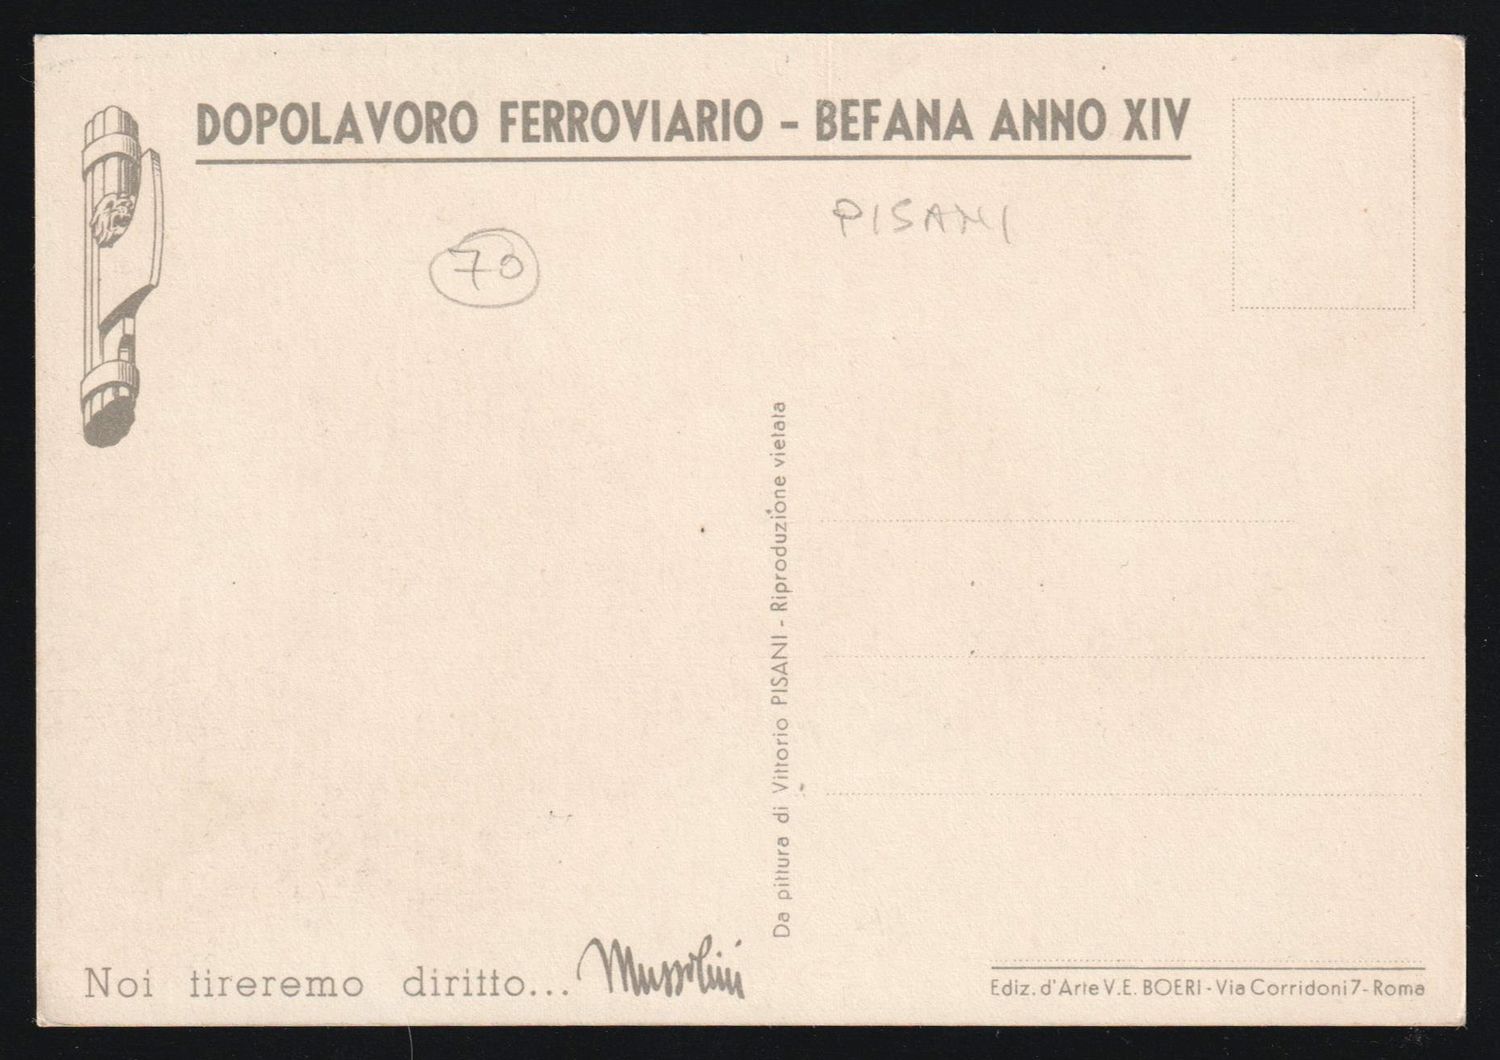 DOPOLAVORO FERROVIARIO - BEFANA ANNO XIV
PISANI
70
Da pittura di Vittorio PISANI - Riproduzione vietata
Noi tireremo diritto... Mussolini
Ediz. d'Arte V. E. BOERI - Via Corridoni 7 - Roma